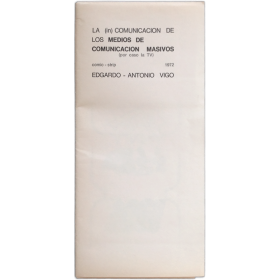 LA (in) COMUNICACION DE
LOS MEDIOS DE
COMUNICACION MASIVOS
(por caso la TV)
1972
EDGARDO - ANTONIO VIGO